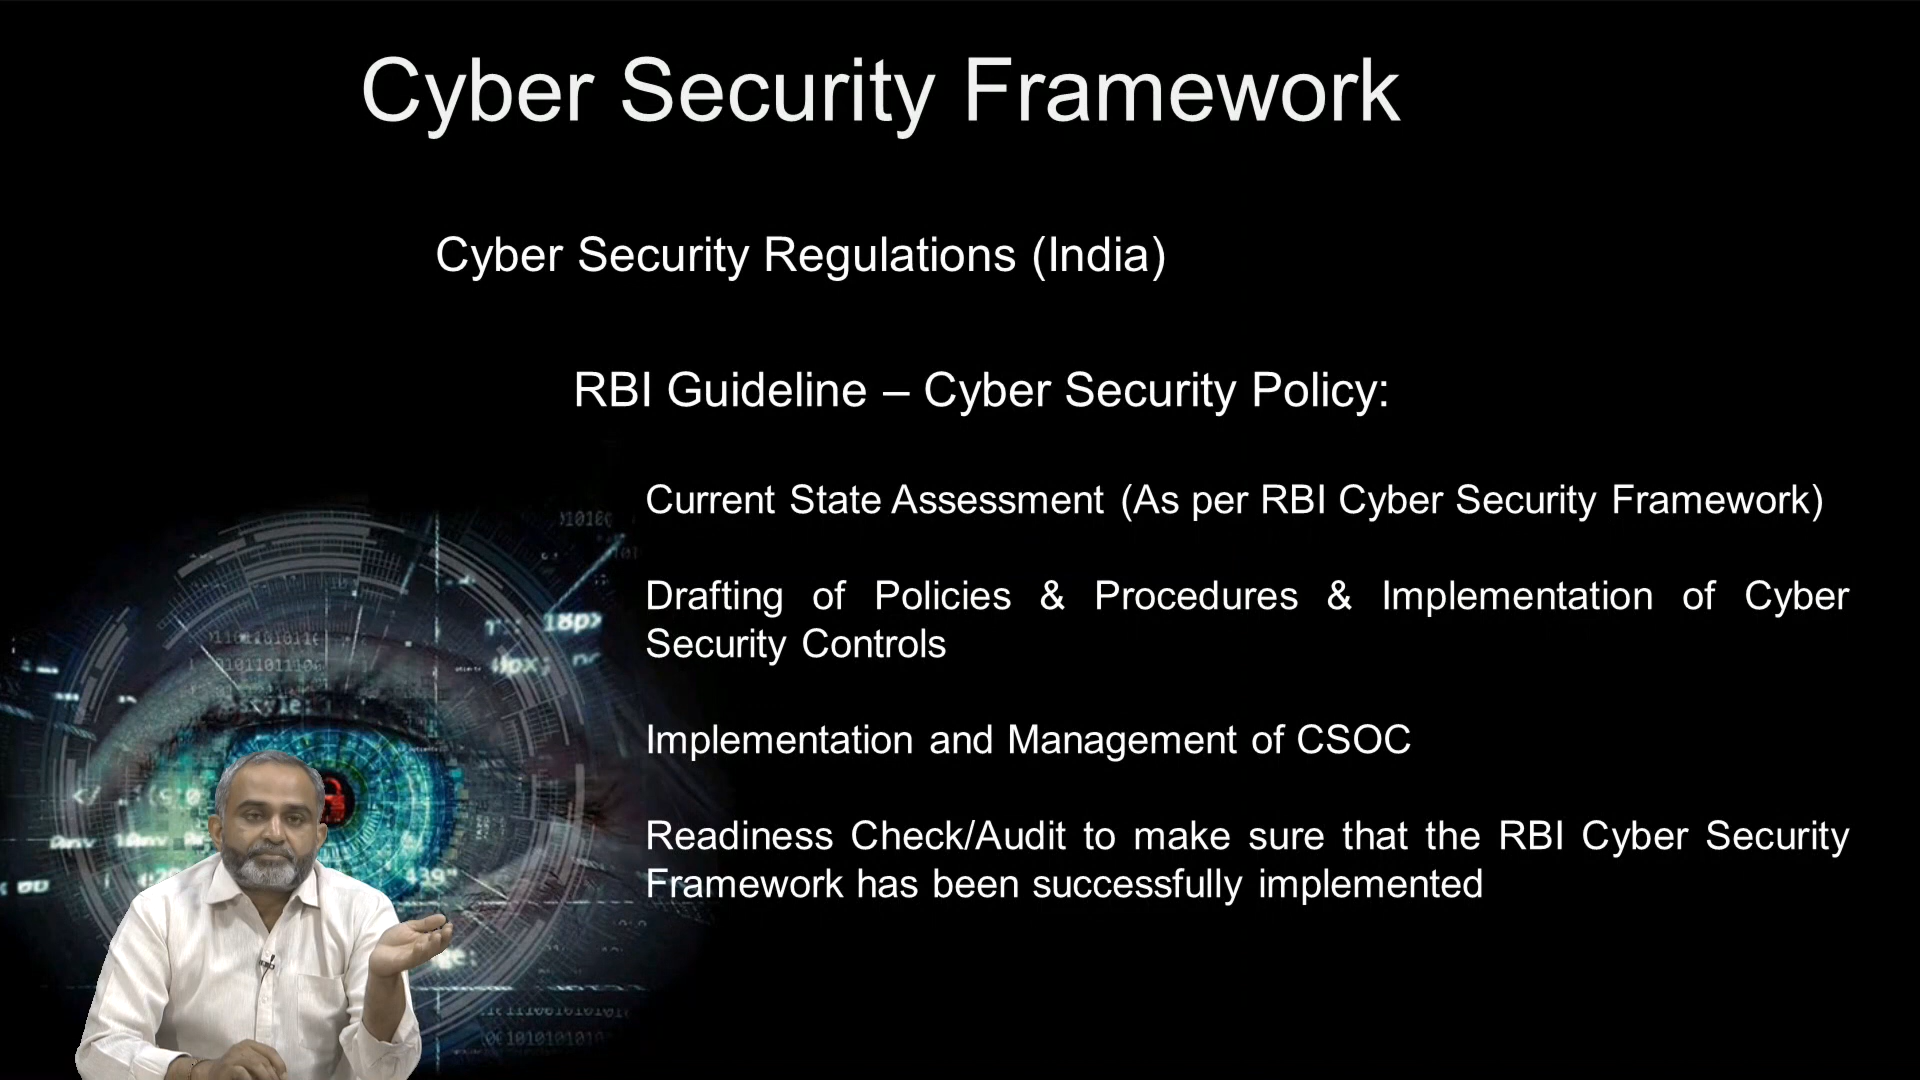 Cyber Security Framework
Cyber Security Regulations (India)
RBI Guideline – Cyber Security Policy:
Current State Assessment (As per RBI Cyber Security Framework)
Drafting of Policies & Procedures & Implementation of Cyber
Security Controls
Implementation and Management of CSOC
Readiness Check/Audit to make sure that the RBI Cyber Security
Framework has been successfully implemented